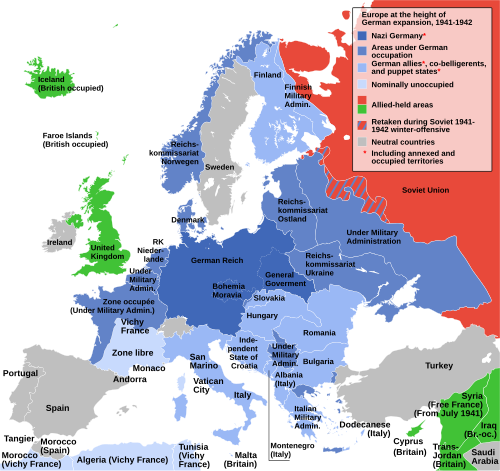 Europe at the height of
German expansion, 1941-1942
Nazi Germany*
Areas under German
occupation
German allies*, co-belligerents,
and puppet states*
Nominally unoccupied
Allied-held areas
Retaken during Soviet 1941-
1942 winter-offensive
Neutral countries
* Including annexed and
occupied territories
Iceland
(British occupied)
Faroe Islands
(British occupied)
Finland
Finnish
Military
Admin.
Reichs-
kommissariat
Norwegen
Sweden
Soviet Union
Denmark
Reichs-
kommissariat
Ostland
Ireland
United
Kingdom
RK
Nieder-
lande
German Reich
Under Military
Administration
Under
Military
Admin.
General
Goverment
Reichs-
kommissariat
Ukraine
Bohemia
Moravia
Slovakia
Zone occupée
(Under Military Admin.)
Hungary
Vichy
France
Romania
Zone libre
Inde-
pendent
State of
Croatia
Under
Military
Admin.
Bulgaria
Monaco
Andorra
San
Marino
Albania
(Italy)
Turkey
Portugal
Vatican
City
Italy
Spain
Italian
Military
Admin.
Syria
(Free France)
(From July 1941)
Dodecanese
(Italy)
Iraq
(Br.-oc.)
Tangier
Morocco
(Spain)
Montenegro
(Italy)
Cyprus
(Britain)
Trans-
Jordan
(Britain)
Saudi
Arabia
Morocco
(Vichy France)
Algeria (Vichy France)
Tunisia
(Vichy
France)
Malta
(Britain)